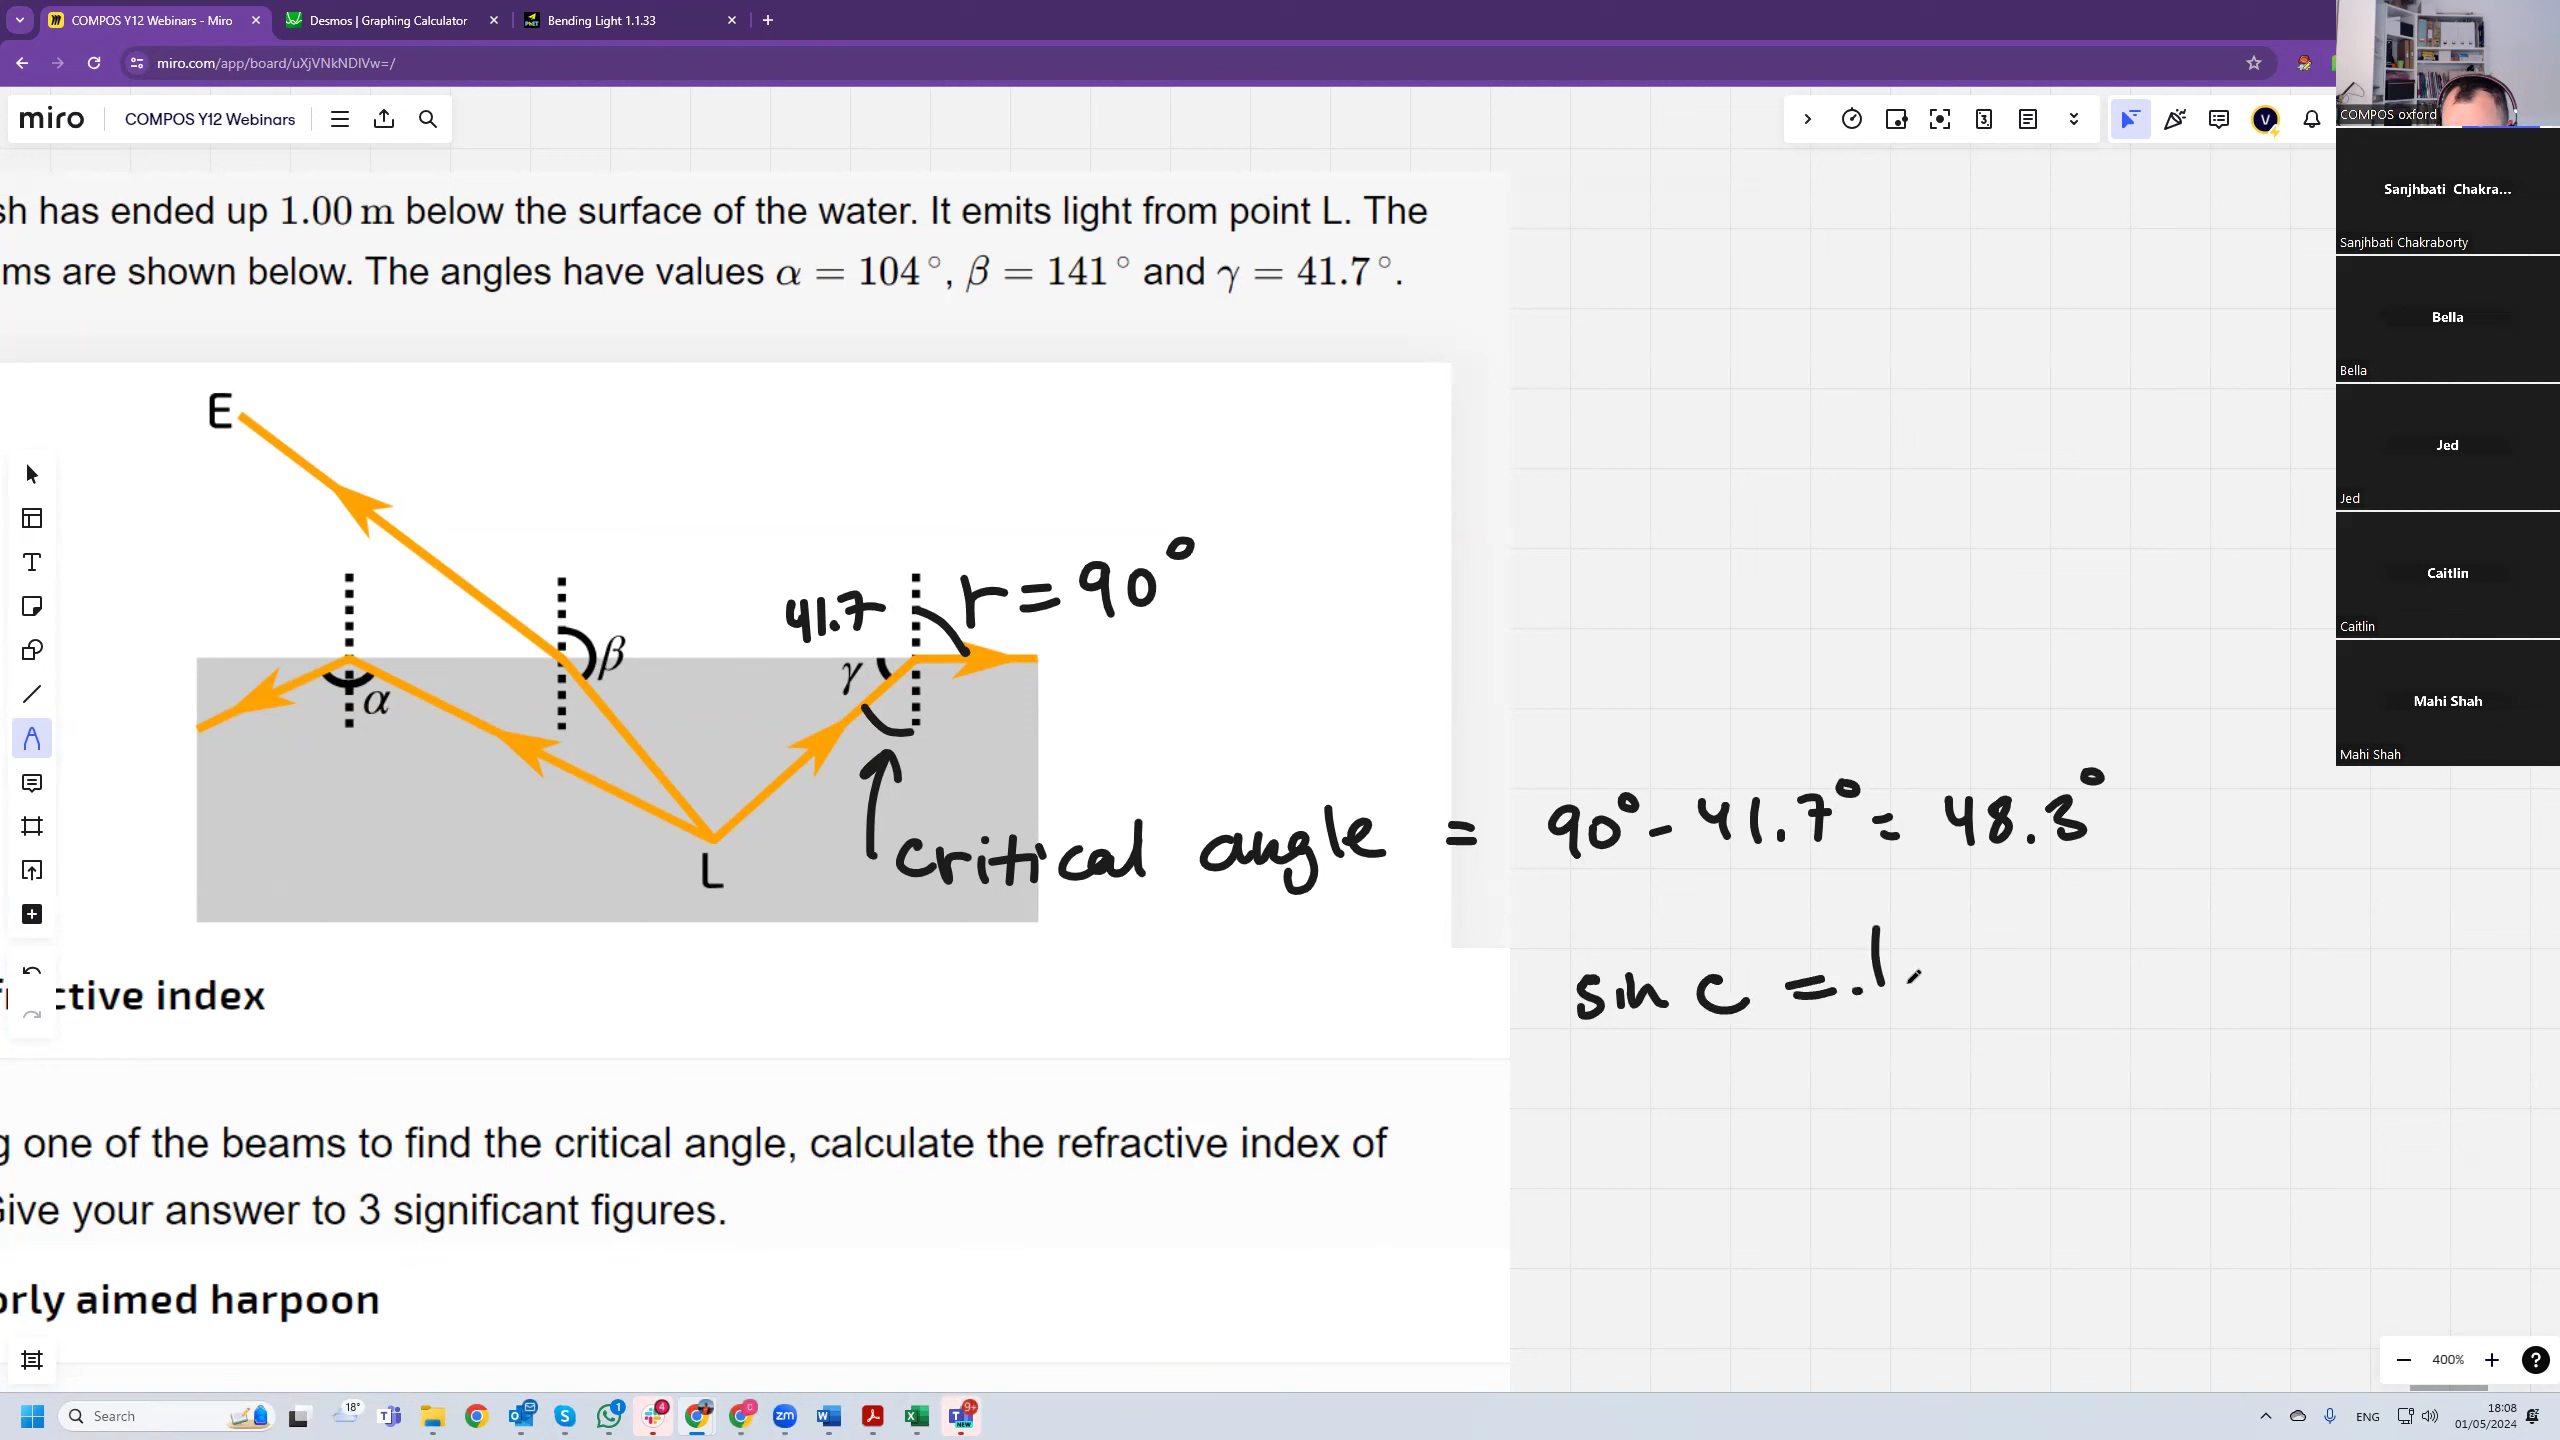 COMPOS Y12 Webinars - Miro
Desmos | Graphing Calculator
Bending Light 1.1.33
miro.com/app/board/uXjVNkNDIVw=/
miro
COMPOS Y12 Webinars
3
V
COMPOS oxford
Sanjhbati Chakra...
Sanjhbati Chakraborty
Bella
Bella
Jed
Jed
Caitlin
Caitlin
Mahi Shah
Mahi Shah
sh has ended up 1.00 m below the surface of the water. It emits light from point L. The
ms are shown below. The angles have values α = 104°, β = 141° and γ = 41.7°.
E
41.7
r = 90°
β
γ
α
L
critical angle = 90° - 41.7° = 48.3°
sin c = . 1
ctive index
g one of the beams to find the critical angle, calculate the refractive index of
Give your answer to 3 significant figures.
orly aimed harpoon
400%
Search
18°
1
4
9+
ENG
18:08
01/05/2024